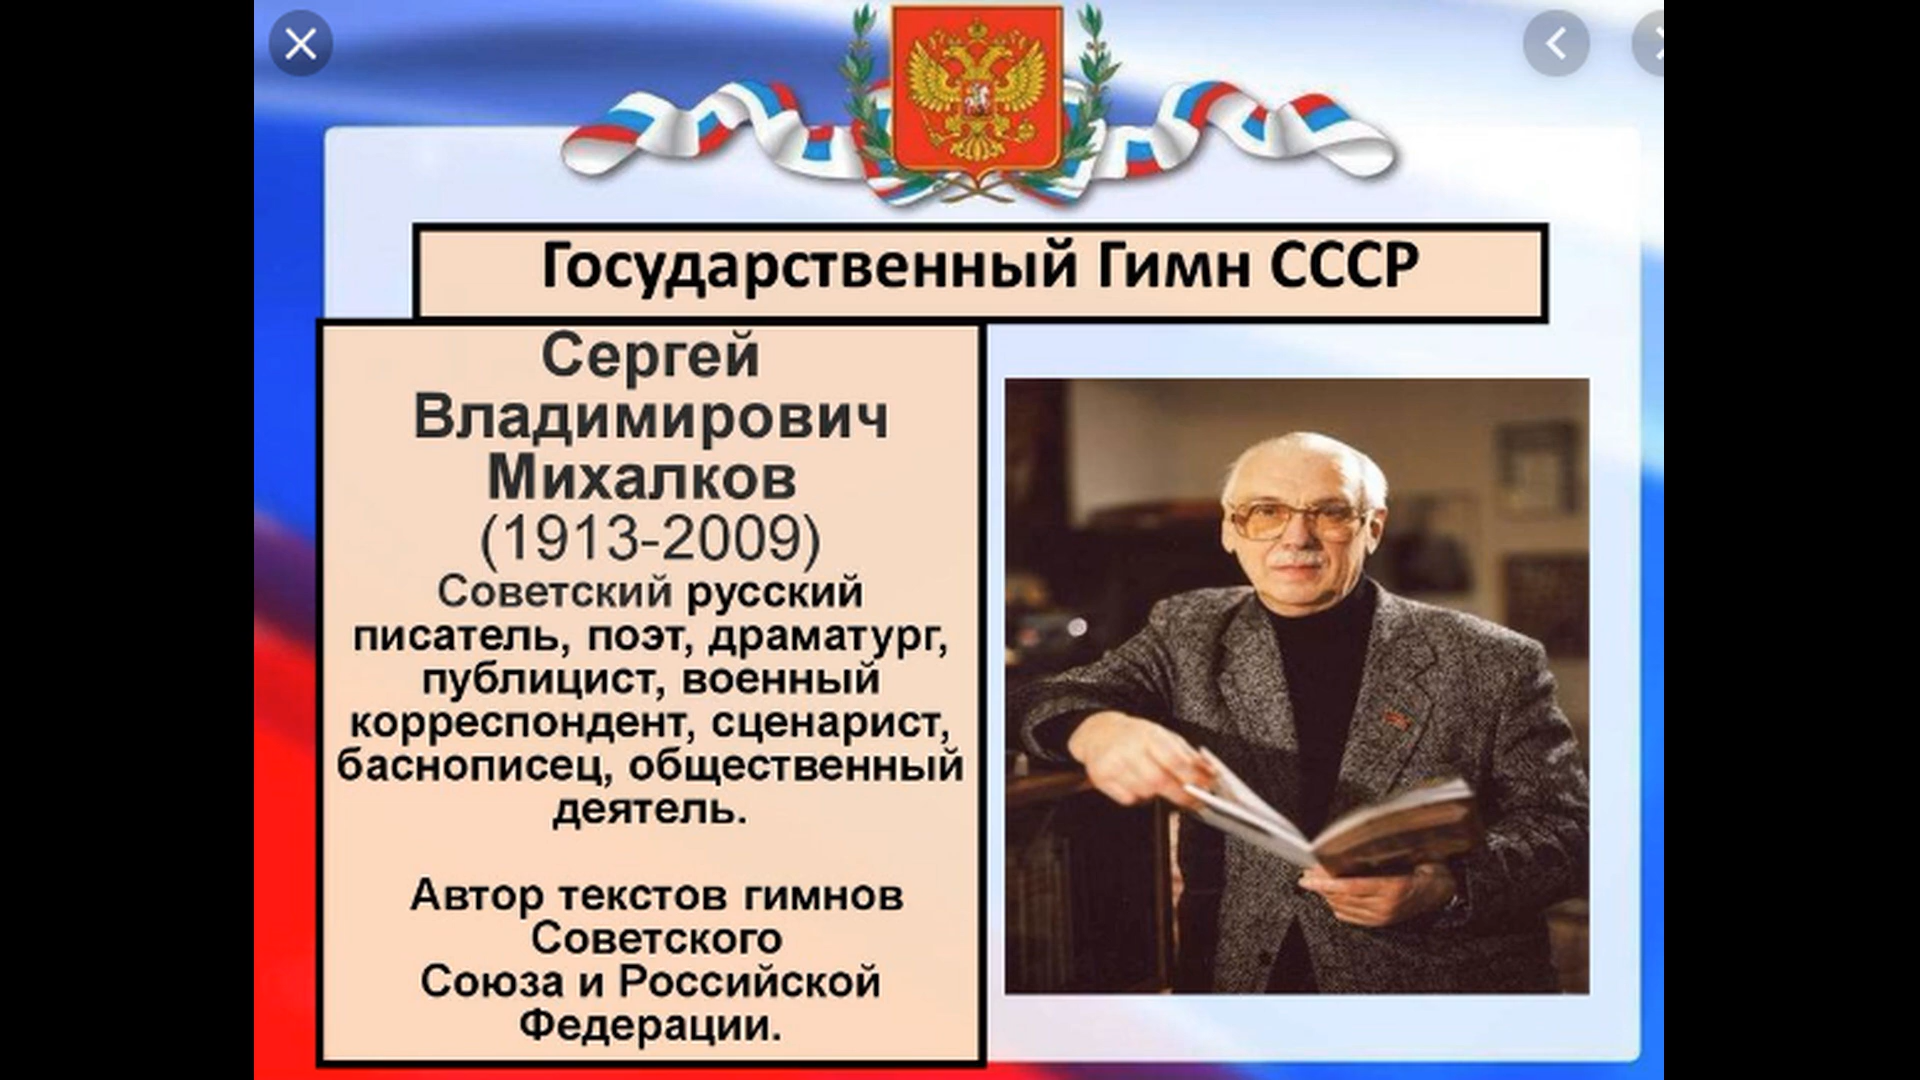 Государственный Гимн СССР
Сергей
Владимирович
Михалков
(1913-2009)
Советский русский
писатель, поэт, драматург,
публицист, военный
корреспондент, сценарист,
баснописец, общественный
деятель.
Автор текстов гимнов
Советского
Союза и Российской
Федерации.